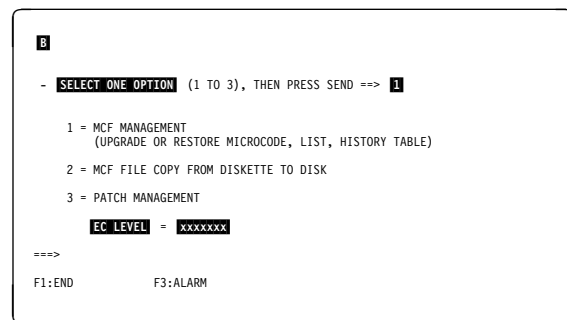 B
- SELECT ONE OPTION (1 TO 3), THEN PRESS SEND ==> 1
1 = MCF MANAGEMENT
(UPGRADE OR RESTORE MICROCODE, LIST, HISTORY TABLE)
2 = MCF FILE COPY FROM DISKETTE TO DISK
3 = PATCH MANAGEMENT
EC LEVEL = xxxxxxx
===>
F1:END F3:ALARM